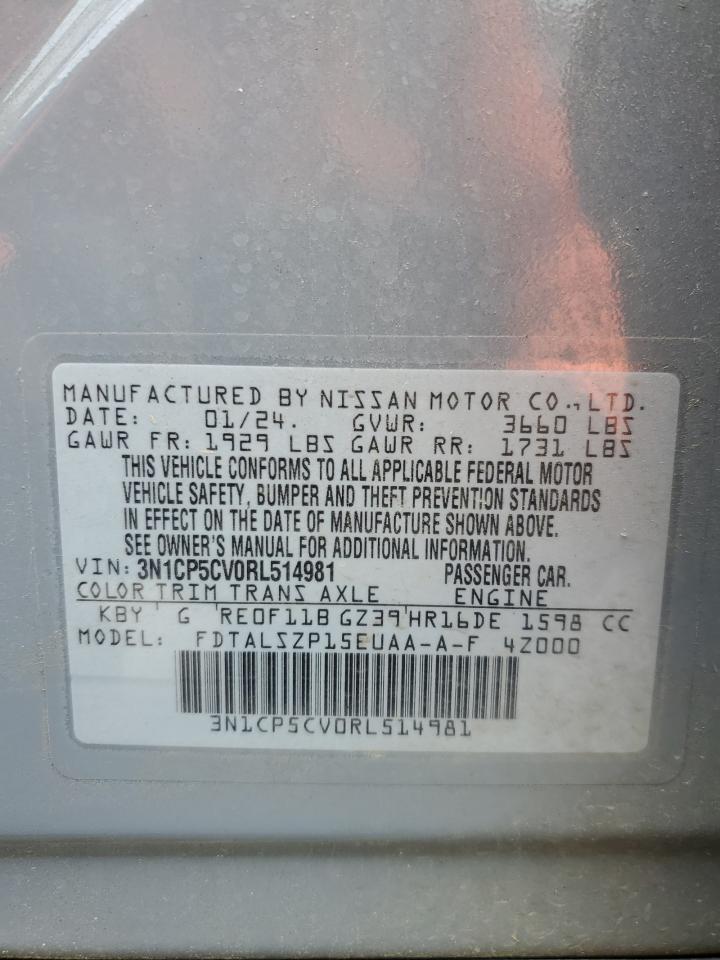 MANUFACTURED BY NISSAN MOTOR CO.,LTD.
DATE: 01/24. GVWR: 3660 LBS
GAWR FR: 1929 LBS GAWR RR: 1731 LBS
THIS VEHICLE CONFORMS TO ALL APPLICABLE FEDERAL MOTOR
VEHICLE SAFETY, BUMPER AND THEFT PREVENTION STANDARDS
IN EFFECT ON THE DATE OF MANUFACTURE SHOWN ABOVE.
SEE OWNER'S MANUAL FOR ADDITIONAL INFORMATION.
VIN: 3N1CP5CV0RL514981 PASSENGER CAR.
COLOR TRIM TRANS AXLE ENGINE
KBY G RE0F11B GZ39 HR16DE 1598 CC
MODEL: FDTALSZP15EUAA-A-F 4Z000
3N1CP5CV0RL514981